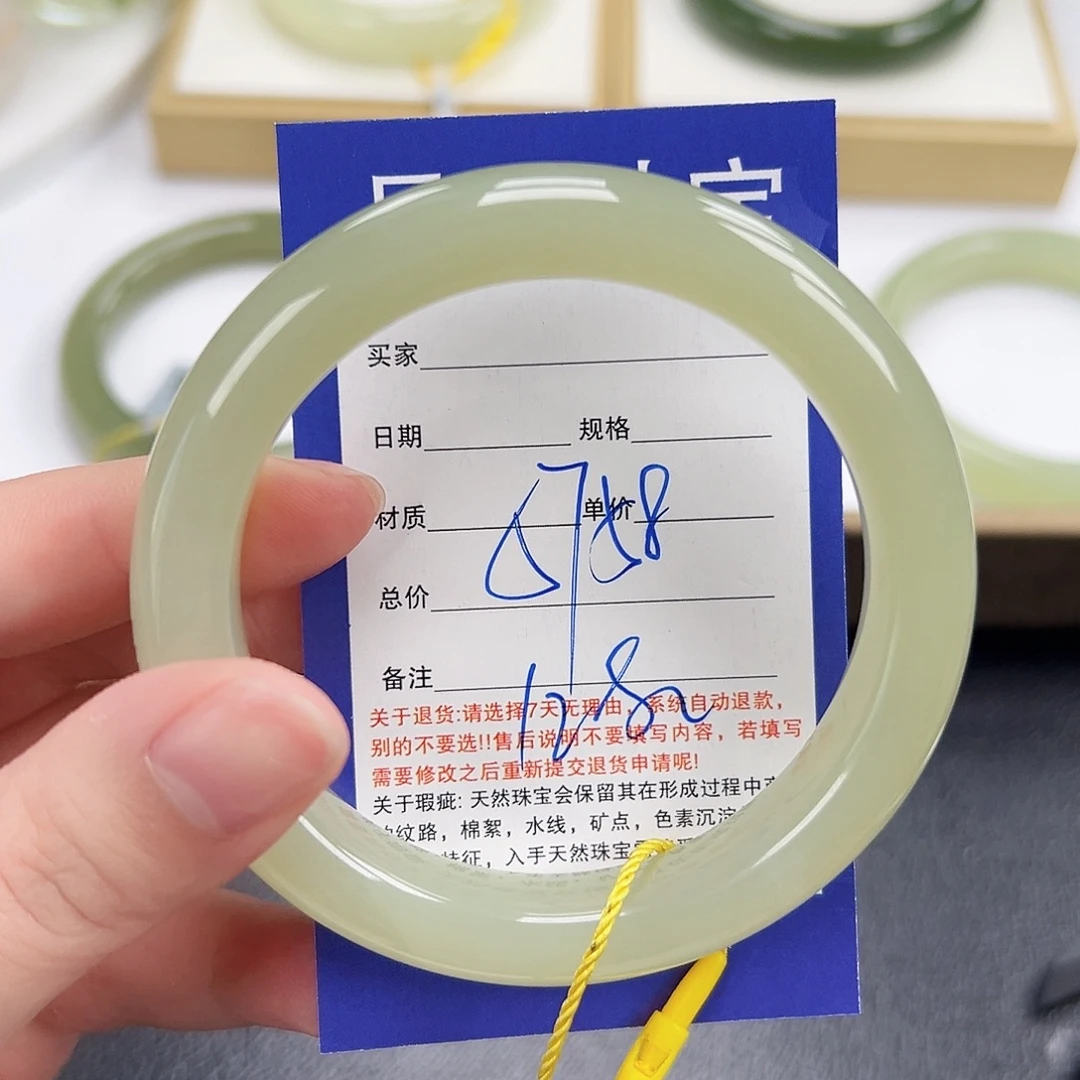 宝
买家
日期 规格
材质 单价
总价
备注
关于退货:请选择7天无理由，系统自动退款，
别的不要选!!售后说明不要填写内容，若填写
需要修改之后重新提交退货申请呢!
关于瑕疵: 天然珠宝会保留其在形成过程中产
的纹路，棉絮，水线，矿点，色素沉淀
特征，入手天然珠宝需